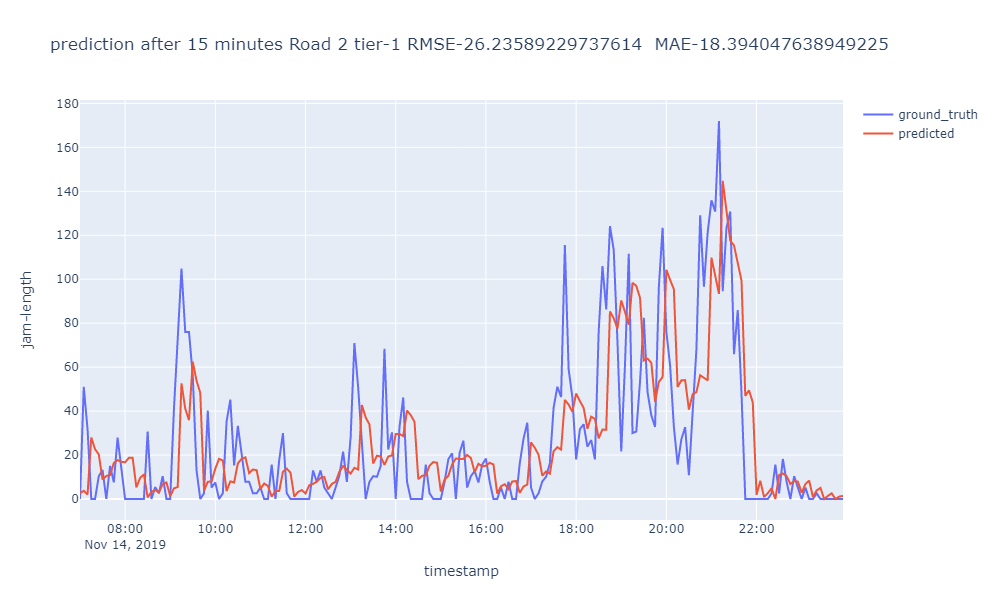 prediction after 15 minutes Road 2 tier-1 RMSE-26.23589229737614  MAE-18.394047638949225
ground_truth
predicted
180
160
140
120
100
80
60
40
20
0
jam-length
08:00 10:00 12:00 14:00 16:00 18:00 20:00 22:00
Nov 14, 2019
timestamp